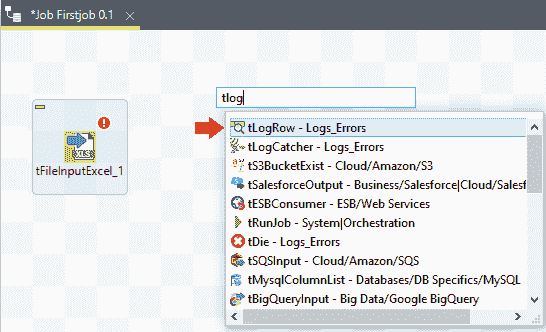 *Job Firstjob 0.1
tlog
XLS
tFileInputExcel_1
tLogRow - Logs_Errors
tLogCatcher - Logs_Errors
tS3BucketExist - Cloud/Amazon/S3
tSalesforceOutput - Business/Salesforce|Cloud/Salesf
tESBConsumer - ESB/Web Services
tRunJob - System|Orchestration
tDie - Logs_Errors
tSQSInput - Cloud/Amazon/SQS
tMysqlColumnList - Databases/DB Specifics/MySQL
tBigQueryInput - Big Data/Google BigQuery